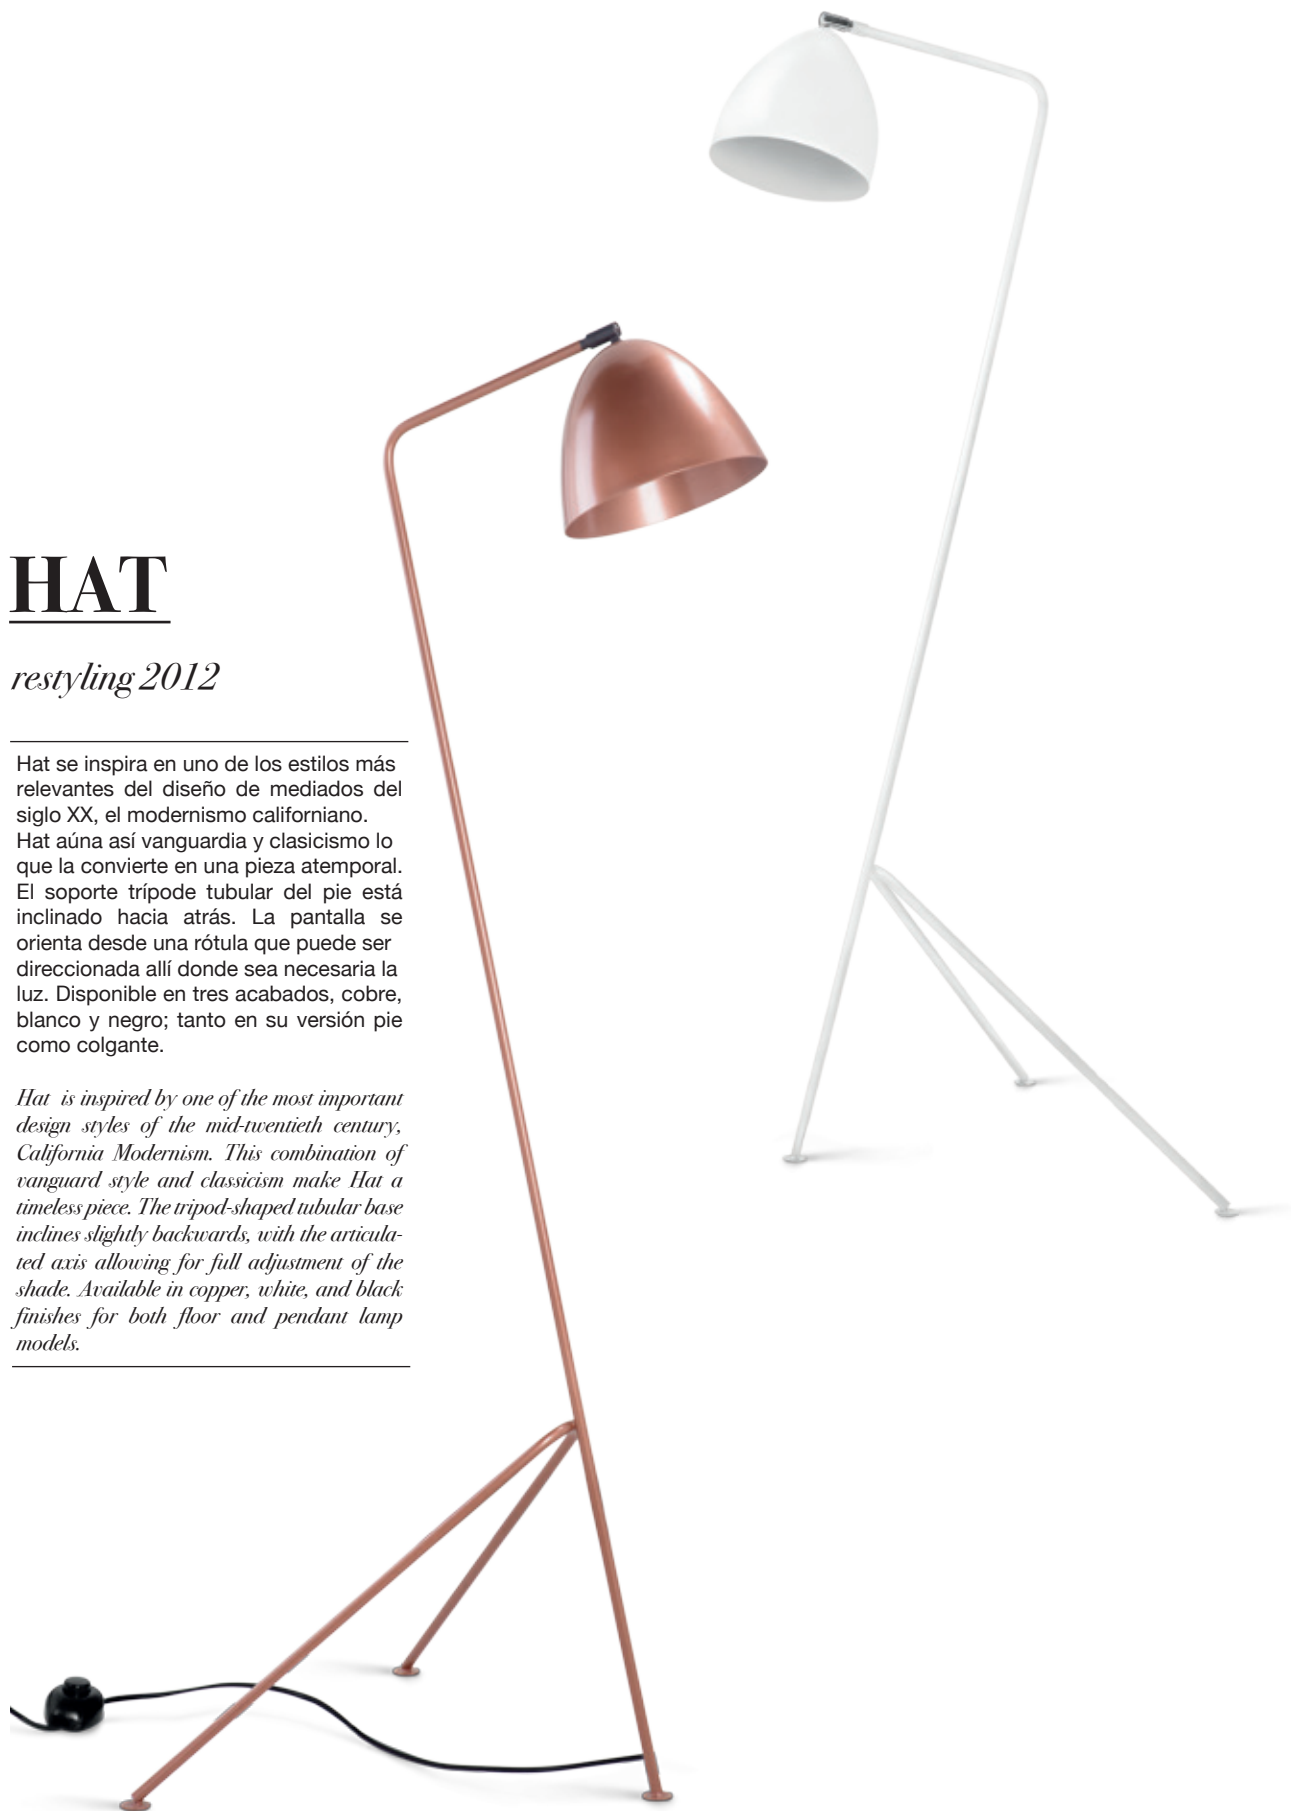 HAT
restyling 2012
Hat se inspira en uno de los estilos más
relevantes del diseño de mediados del
siglo XX, el modernismo californiano.
Hat aúna así vanguardia y clasicismo lo
que la convierte en una pieza atemporal.
El soporte trípode tubular del pie está
inclinado hacia atrás. La pantalla se
orienta desde una rótula que puede ser
direccionada allí donde sea necesaria la
luz. Disponible en tres acabados, cobre,
blanco y negro; tanto en su versión pie
como colgante.
Hat is inspired by one of the most important
design styles of the mid-twentieth century,
California Modernism. This combination of
vanguard style and classicism make Hat a
timeless piece. The tripod-shaped tubular base
inclines slightly backwards, with the articula-
ted axis allowing for full adjustment of the
shade. Available in copper, white, and black
finishes for both floor and pendant lamp
models.